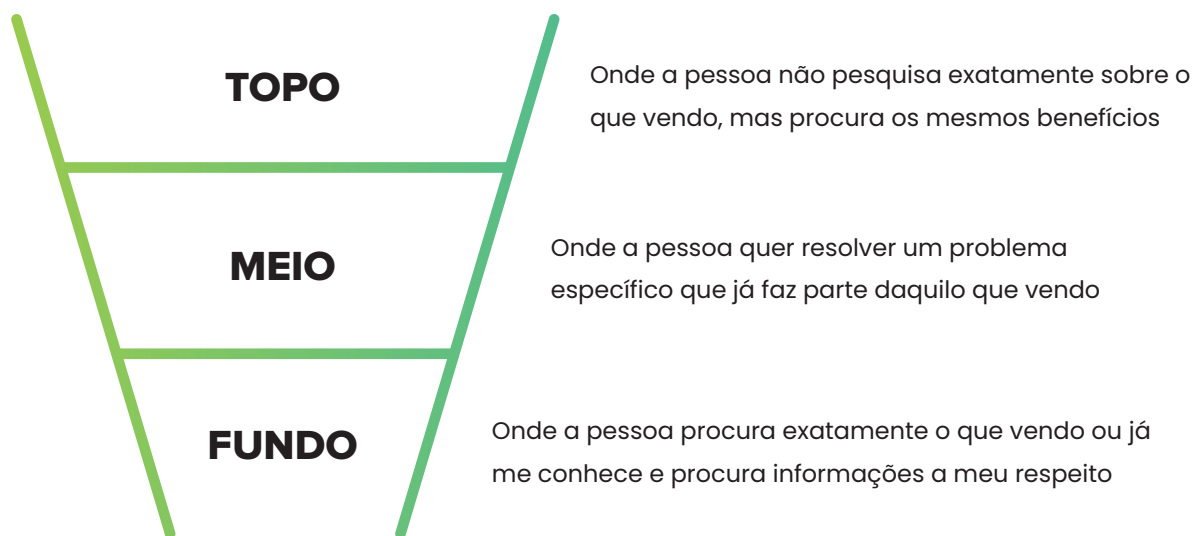 TOPO
Onde a pessoa não pesquisa exatamente sobre o
que vendo, mas procura os mesmos benefícios
MEIO
Onde a pessoa quer resolver um problema
específico que já faz parte daquilo que vendo
FUNDO
Onde a pessoa procura exatamente o que vendo ou já
me conhece e procura informações a meu respeito